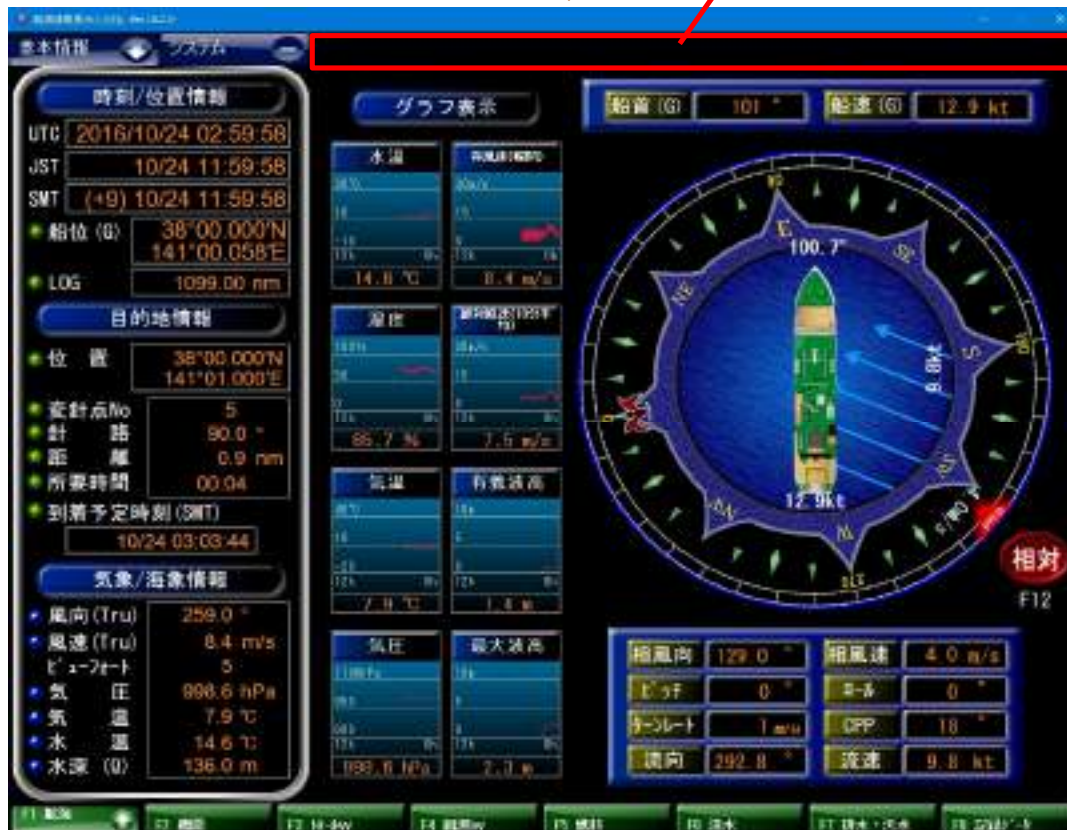 基本情報 システム
時刻/位置情報
UTC 2016/10/24 02:59:58
JST 10/24 11:59:58
SMT (+9) 10/24 11:59:58
船位 (G) 38°00.000'N
141°00.058'E
LOG 1099.00 nm
目的地情報
位 置 38°00.000'N
141°01.000'E
変針点No 5
針 路 90.0 °
距 離 0.9 nm
所要時間 00:04
到着予定時刻(SMT)
10/24 03:03:44
気象/海象情報
風向(Tru) 259.0 °
風速(Tru) 8.4 m/s
ビューフォート 5
気 圧 998.6 hPa
気 温 7.9 ℃
水 温 14.6 ℃
水深 (G) 136.0 m
グラフ表示
水温
14.6 ℃ 8.4 m/s
湿度
86.7 % 7.5 m/s
気温 有義波高
7.9 ℃ 1.4 m
気圧 最大波高
998.6 hPa 2.3 m
船首(G) 101 ° 船速(G) 12.9 kt
E
100.7°
NE
SE
S
9.8kt
12.9kt
NW
W
SW
4.0m/s
相対
F12
相風向 129.0 ° 相風速 4.0 m/s
ピッチ 0 ° ロール 0 °
ターンレート 1 CPP 18 °
流向 292.8 ° 流速 9.8 kt